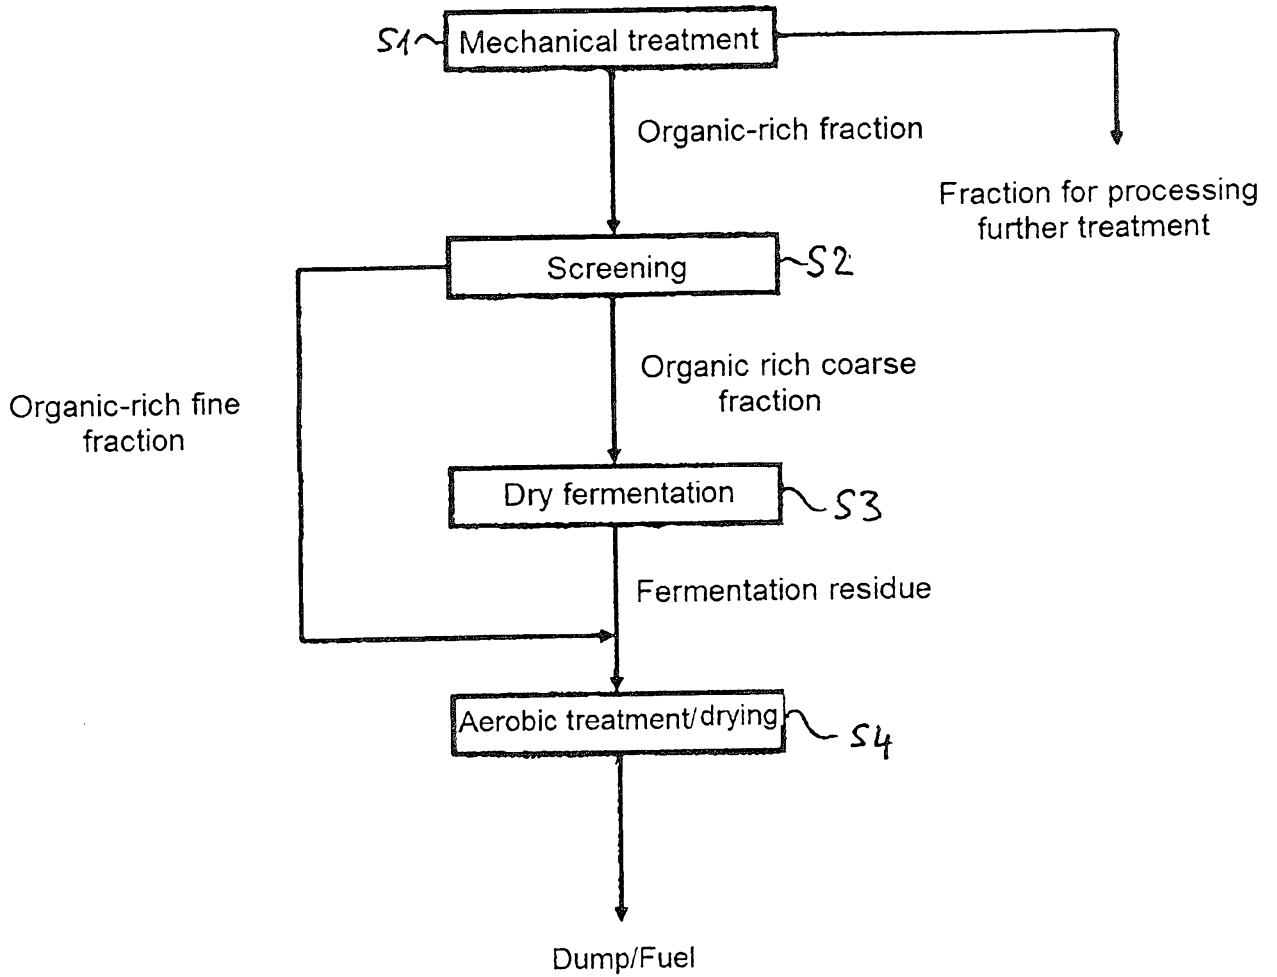 S1
Mechanical treatment
Organic-rich fraction
Fraction for processing
further treatment
Screening
S2
Organic rich coarse
fraction
Organic-rich fine
fraction
Dry fermentation
S3
Fermentation residue
Aerobic treatment/drying
S4
Dump/Fuel